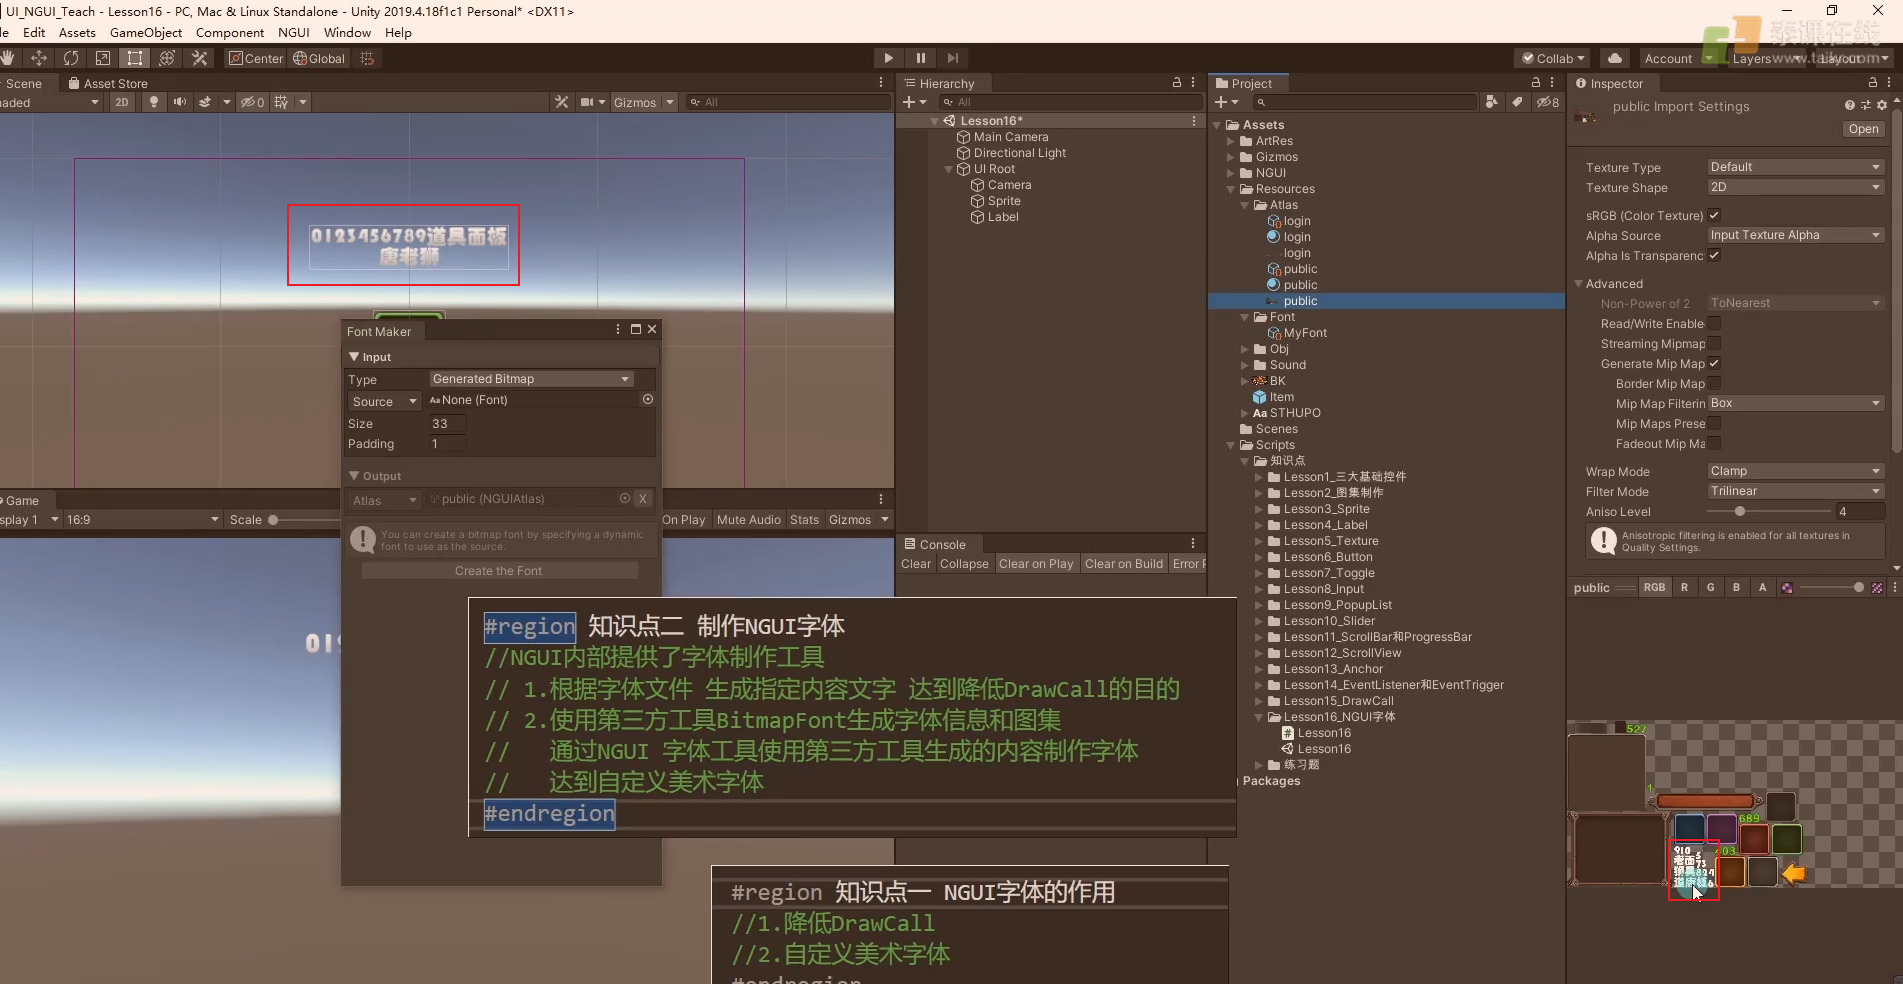 UI_NGUI_Teach - Lesson16 - PC, Mac & Linux Standalone - Unity 2019.4.18f1c1 Personal* <DX11>
le Edit Assets GameObject Component NGUI Window Help
Center Global
Collab Account Layers Layout
泰课在线
www.taikr.com
Scene Asset Store
aded 2D 0 Gizmos All
0123456789道具面板
唐老狮
Font Maker
Input
Type Generated Bitmap
Source Aa None (Font)
Size 33
Padding 1
Output
Atlas public (NGUIAtlas) X
You can create a bitmap font by specifying a dynamic
font to use as the source.
Create the Font
Game
splay 1 16:9 Scale On Play Mute Audio Stats Gizmos
01
Hierarchy
All
Lesson16*
Main Camera
Directional Light
UI Root
Camera
Sprite
Label
Console
Clear Collapse Clear on Play Clear on Build Error P
#region 知识点二 制作NGUI字体
//NGUI内部提供了字体制作工具
// 1.根据字体文件 生成指定内容文字 达到降低DrawCall的目的
// 2.使用第三方工具BitmapFont生成字体信息和图集
// 通过NGUI 字体工具使用第三方工具生成的内容制作字体
// 达到自定义美术字体
#endregion
#region 知识点一 NGUI字体的作用
//1.降低DrawCall
//2.自定义美术字体
#endregion
Project
8
Assets
ArtRes
Gizmos
NGUI
Resources
Atlas
login
login
login
public
public
public
Font
MyFont
Obj
Sound
BK
Item
Aa STHUPO
Scenes
Scripts
知识点
Lesson1_三大基础控件
Lesson2_图集制作
Lesson3_Sprite
Lesson4_Label
Lesson5_Texture
Lesson6_Button
Lesson7_Toggle
Lesson8_Input
Lesson9_PopupList
Lesson10_Slider
Lesson11_ScrollBar和ProgressBar
Lesson12_ScrollView
Lesson13_Anchor
Lesson14_EventListener和EventTrigger
Lesson15_DrawCall
Lesson16_NGUI字体
# Lesson16
Lesson16
练习题
Packages
Inspector
public Import Settings
Open
Texture Type Default
Texture Shape 2D
sRGB (Color Texture)
Alpha Source Input Texture Alpha
Alpha Is Transparenc
Advanced
Non-Power of 2 ToNearest
Read/Write Enable
Streaming Mipmap
Generate Mip Map
Border Mip Map
Mip Map Filterin Box
Mip Maps Prese
Fadeout Mip Ma
Wrap Mode Clamp
Filter Mode Trilinear
Aniso Level 4
Anisotropic filtering is enabled for all textures in
Quality Settings.
public RGB R G B A
527
1
689
403
910
老面